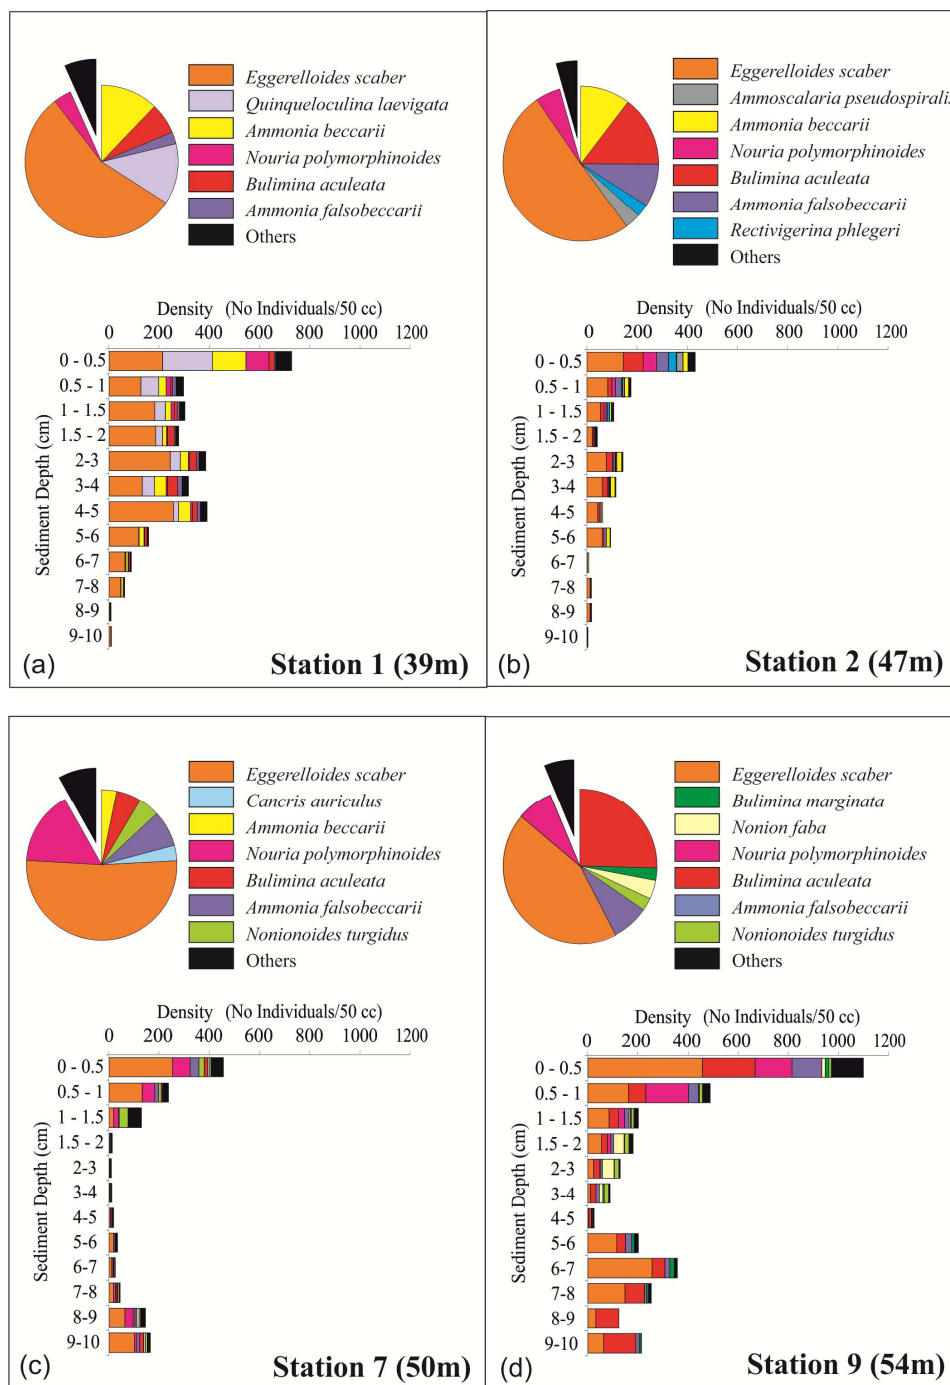 Eggerelloides scaber
Quinqueloculina laevigata
Ammonia beccarii
Nouria polymorphinoides
Bulimina aculeata
Ammonia falsobeccarii
Others
Density (No Individuals/50 cc)
0 200 400 600 800 1000 1200
Sediment Depth (cm)
0 - 0.5
0.5 - 1
1 - 1.5
1.5 - 2
2-3
3-4
4-5
5-6
6-7
7-8
8-9
9-10
(a) Station 1 (39m)
Eggerelloides scaber
Ammoscalaria pseudospirali
Ammonia beccarii
Nouria polymorphinoides
Bulimina aculeata
Ammonia falsobeccarii
Rectivigerina phlegeri
Others
Density (No Individuals/50 cc)
0 200 400 600 800 1000 1200
0 - 0.5
0.5 - 1
1 - 1.5
1.5 - 2
2-3
3-4
4-5
5-6
6-7
7-8
8-9
9-10
(b) Station 2 (47m)
Eggerelloides scaber
Cancris auriculus
Ammonia beccarii
Nouria polymorphinoides
Bulimina aculeata
Ammonia falsobeccarii
Nonionoides turgidus
Others
Density (No Individuals/50 cc)
0 200 400 600 800 1000 1200
Sediment Depth (cm)
0 - 0.5
0.5 - 1
1 - 1.5
1.5 - 2
2-3
3-4
4-5
5-6
6-7
7-8
8-9
9-10
(c) Station 7 (50m)
Eggerelloides scaber
Bulimina marginata
Nonion faba
Nouria polymorphinoides
Bulimina aculeata
Ammonia falsobeccarii
Nonionoides turgidus
Others
Density (No Individuals/50 cc)
0 200 400 600 800 1000 1200
0 - 0.5
0.5 - 1
1 - 1.5
1.5 - 2
2-3
3-4
4-5
5-6
6-7
7-8
8-9
9-10
(d) Station 9 (54m)